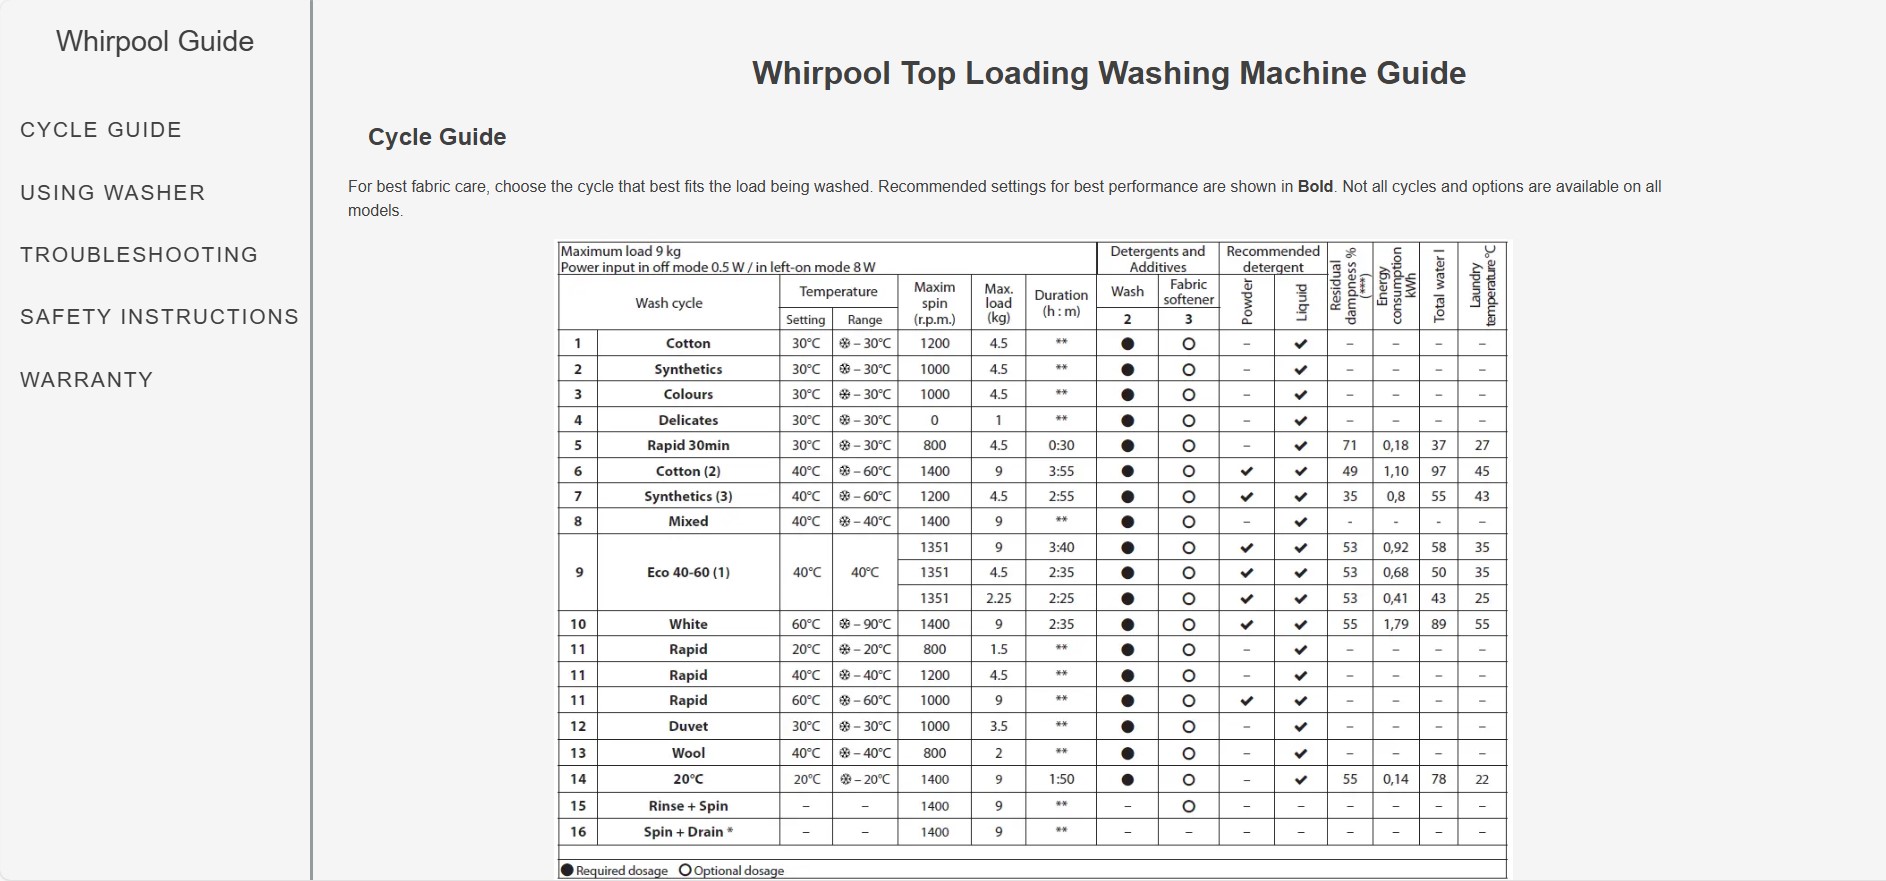 Whirpool Guide
CYCLE GUIDE
USING WASHER
TROUBLESHOOTING
SAFETY INSTRUCTIONS
WARRANTY
Whirpool Top Loading Washing Machine Guide
Cycle Guide
For best fabric care, choose the cycle that best fits the load being washed. Recommended settings for best performance are shown in Bold. Not all cycles and options are available on all
models.
Maximum load 9 kg
Power input in off mode 0.5 W / in left-on mode 8 W
Detergents and
Additives
Recommended
detergent
Residual
dampness %
(***)
Energy
consumption
kWh
Total water l
Laundry
temperature °C
Wash cycle
Temperature
Setting Range
Maxim
spin
(r.p.m.)
Max.
load
(kg)
Duration
(h : m)
Wash
2
Fabric
softener
3
Powder
Liquid
1 Cotton 30°C ❄ – 30°C 1200 4.5 ** ● ○ – ✔ – – – –
2 Synthetics 30°C ❄ – 30°C 1000 4.5 ** ● ○ – ✔ – – – –
3 Colours 30°C ❄ – 30°C 1000 4.5 ** ● ○ – ✔ – – – –
4 Delicates 30°C ❄ – 30°C 0 1 ** ● ○ – ✔ – – – –
5 Rapid 30min 30°C ❄ – 30°C 800 4.5 0:30 ● ○ – ✔ 71 0,18 37 27
6 Cotton (2) 40°C ❄ – 60°C 1400 9 3:55 ● ○ ✔ ✔ 49 1,10 97 45
7 Synthetics (3) 40°C ❄ – 60°C 1200 4.5 2:55 ● ○ ✔ ✔ 35 0,8 55 43
8 Mixed 40°C ❄ – 40°C 1400 9 ** ● ○ – ✔ - - - –
9 Eco 40-60 (1) 40°C 40°C 1351 9 3:40 ● ○ ✔ ✔ 53 0,92 58 35
1351 4.5 2:35 ● ○ ✔ ✔ 53 0,68 50 35
1351 2.25 2:25 ● ○ ✔ ✔ 53 0,41 43 25
10 White 60°C ❄ – 90°C 1400 9 2:35 ● ○ ✔ ✔ 55 1,79 89 55
11 Rapid 20°C ❄ – 20°C 800 1.5 ** ● ○ – ✔ – – – –
11 Rapid 40°C ❄ – 40°C 1200 4.5 ** ● ○ – ✔ – – – –
11 Rapid 60°C ❄ – 60°C 1000 9 ** ● ○ ✔ ✔ – – – –
12 Duvet 30°C ❄ – 30°C 1000 3.5 ** ● ○ – ✔ – – – –
13 Wool 40°C ❄ – 40°C 800 2 ** ● ○ – ✔ – – – –
14 20°C 20°C ❄ – 20°C 1400 9 1:50 ● ○ – ✔ 55 0,14 78 22
15 Rinse + Spin – – 1400 9 ** – ○ – – – – – –
16 Spin + Drain * – – 1400 9 ** – – – – – – – –
● Required dosage ○ Optional dosage